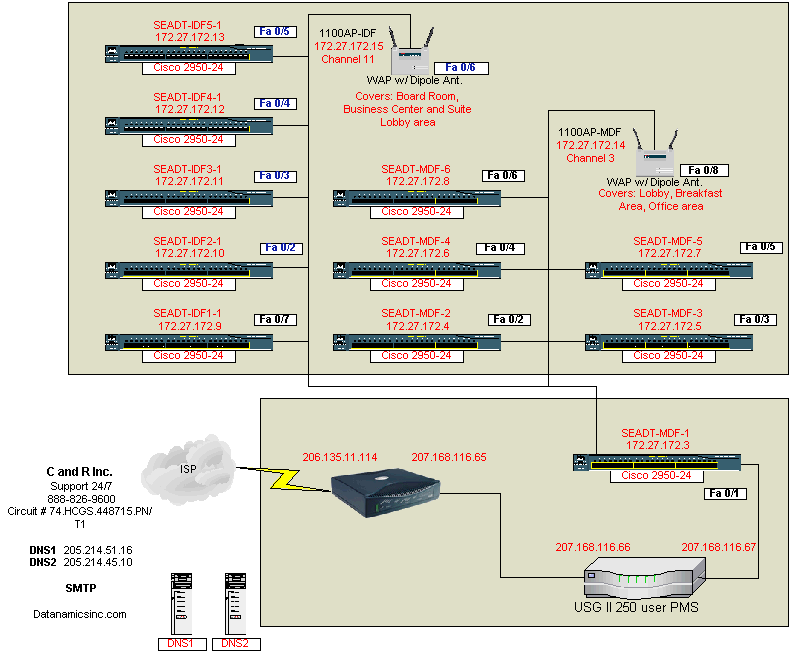 SEADT-IDF5-1
172.27.172.13
Fa 0/5
Cisco 2950-24
1100AP-IDF
172.27.172.15
Channel 11
Fa 0/6
WAP w/ Dipole Ant.
Covers: Board Room,
Business Center and Suite
Lobby area
SEADT-IDF4-1
172.27.172.12
Fa 0/4
Cisco 2950-24
1100AP-MDF
172.27.172.14
Channel 3
Fa 0/8
WAP w/ Dipole Ant.
Covers: Lobby, Breakfast
Area, Office area
SEADT-IDF3-1
172.27.172.11
Fa 0/3
Cisco 2950-24
SEADT-MDF-6
172.27.172.8
Fa 0/6
Cisco 2950-24
SEADT-IDF2-1
172.27.172.10
Fa 0/2
Cisco 2950-24
SEADT-MDF-4
172.27.172.6
Fa 0/4
Cisco 2950-24
SEADT-MDF-5
172.27.172.7
Fa 0/5
Cisco 2950-24
SEADT-IDF1-1
172.27.172.9
Fa 0/7
Cisco 2950-24
SEADT-MDF-2
172.27.172.4
Fa 0/2
Cisco 2950-24
SEADT-MDF-3
172.27.172.5
Fa 0/3
Cisco 2950-24
SEADT-MDF-1
172.27.172.3
Cisco 2950-24
Fa 0/1
206.135.11.114
207.168.116.65
ISP
207.168.116.66
207.168.116.67
USG II 250 user PMS
C and R Inc.
Support 24/7
888-826-9600
Circuit # 74.HCGS.448715.PN/
T1
DNS1 205.214.51.16
DNS2 205.214.45.10
SMTP
Datanamicsinc.com
DNS1
DNS2